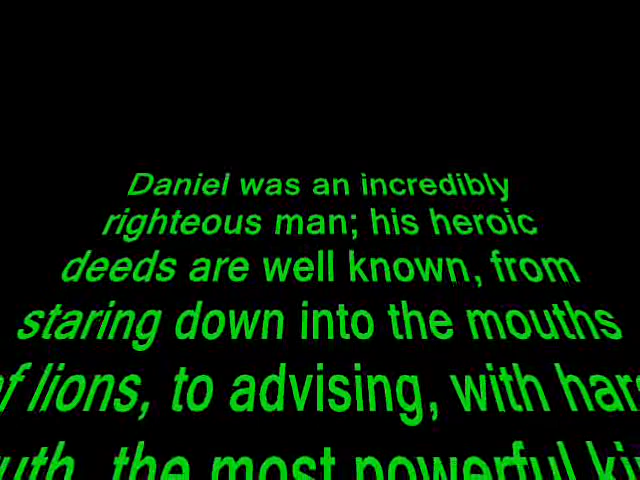 Daniel was an incredibly
righteous man; his heroic
deeds are well known, from
staring down into the mouths
lions, to advising, with
the most powerful